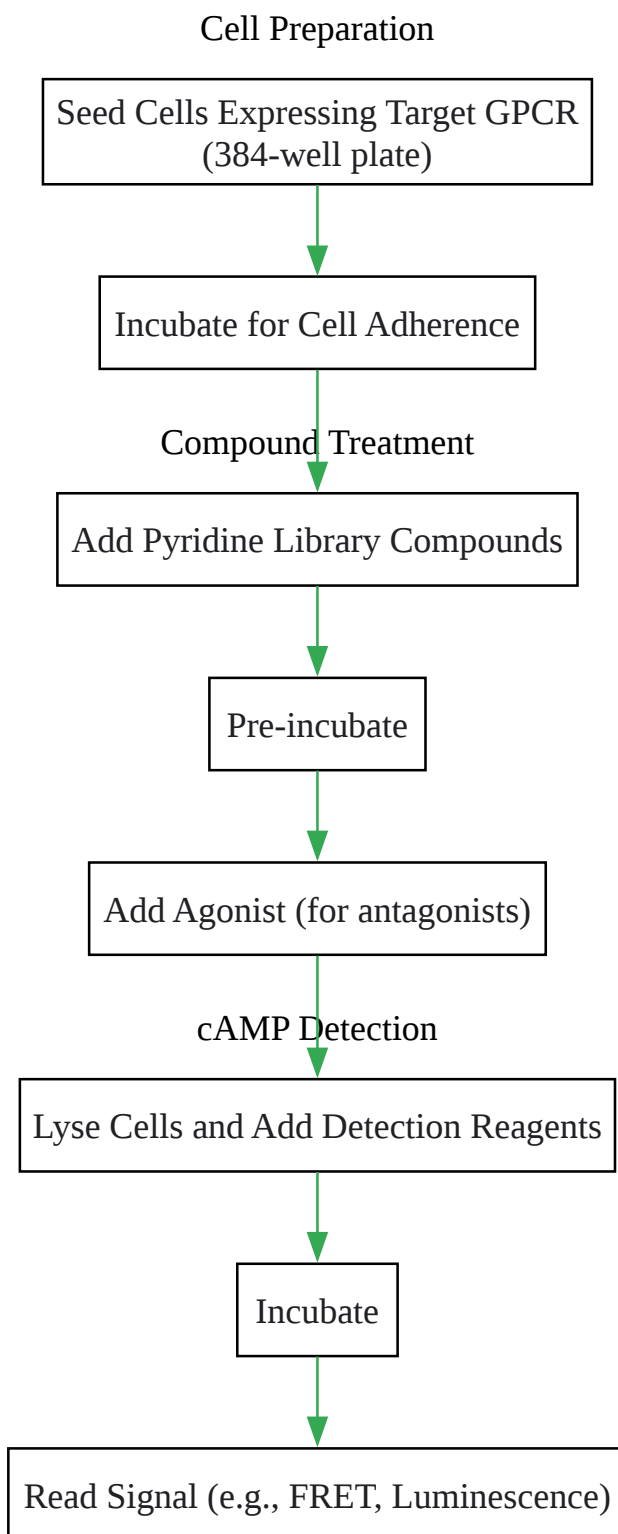 Cell Preparation
Seed Cells Expressing Target GPCR
(384-well plate)
Incubate for Cell Adherence
Compound Treatment
Add Pyridine Library Compounds
Pre-incubate
Add Agonist (for antagonists)
cAMP Detection
Lyse Cells and Add Detection Reagents
Incubate
Read Signal (e.g., FRET, Luminescence)